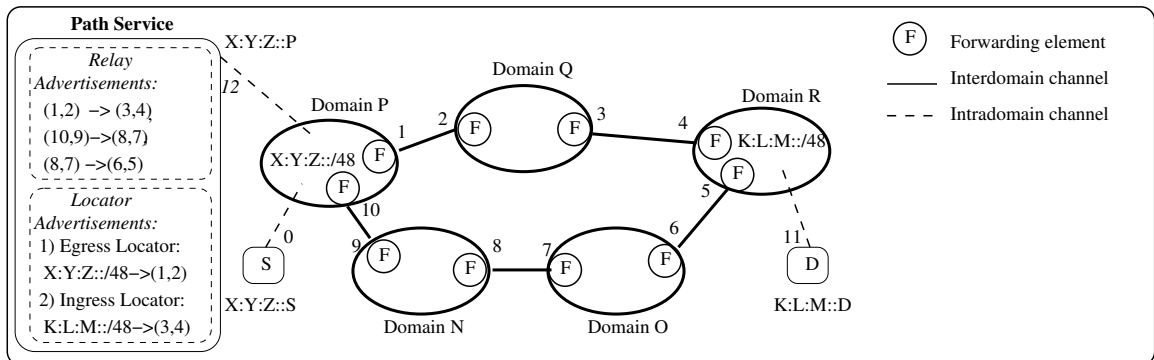 Path Service
Relay
Advertisements:
(1,2) –> (3,4),
(10,9)–>(8,7),
(8,7) –>(6,5)
Locator
Advertisements:
1) Egress Locator:
X:Y:Z::/48–>(1,2)
2) Ingress Locator:
K:L:M::/48–>(3,4)
X:Y:Z::P
12
Domain P
1
X:Y:Z::/48
F
F
10
0
S
X:Y:Z::S
Domain Q
2
F
F
3
Domain R
4
F
K:L:M::/48
F
5
11
D
K:L:M::D
9
F
F
8
Domain N
7
F
F
6
Domain O
F
Forwarding element
Interdomain channel
Intradomain channel